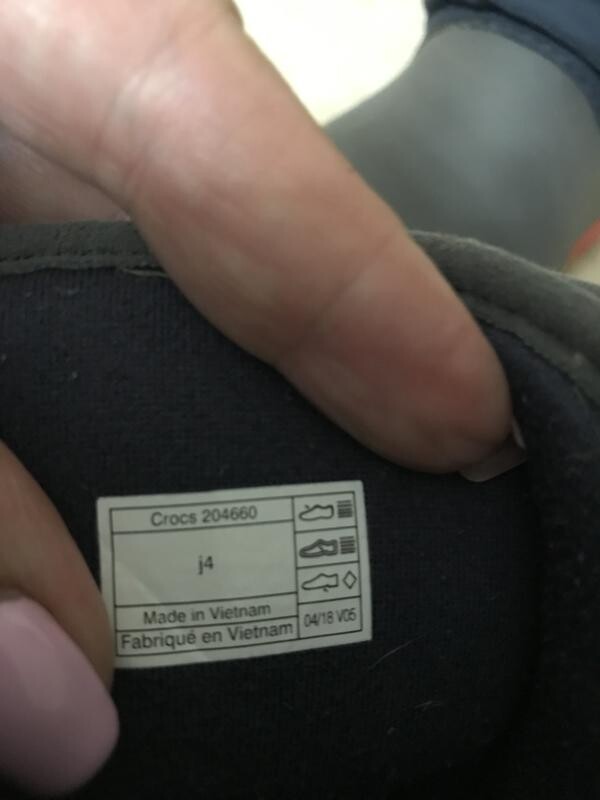 Crocs 204660
j4
Made in Vietnam
Fabriqué en Vietnam
04/18 V05